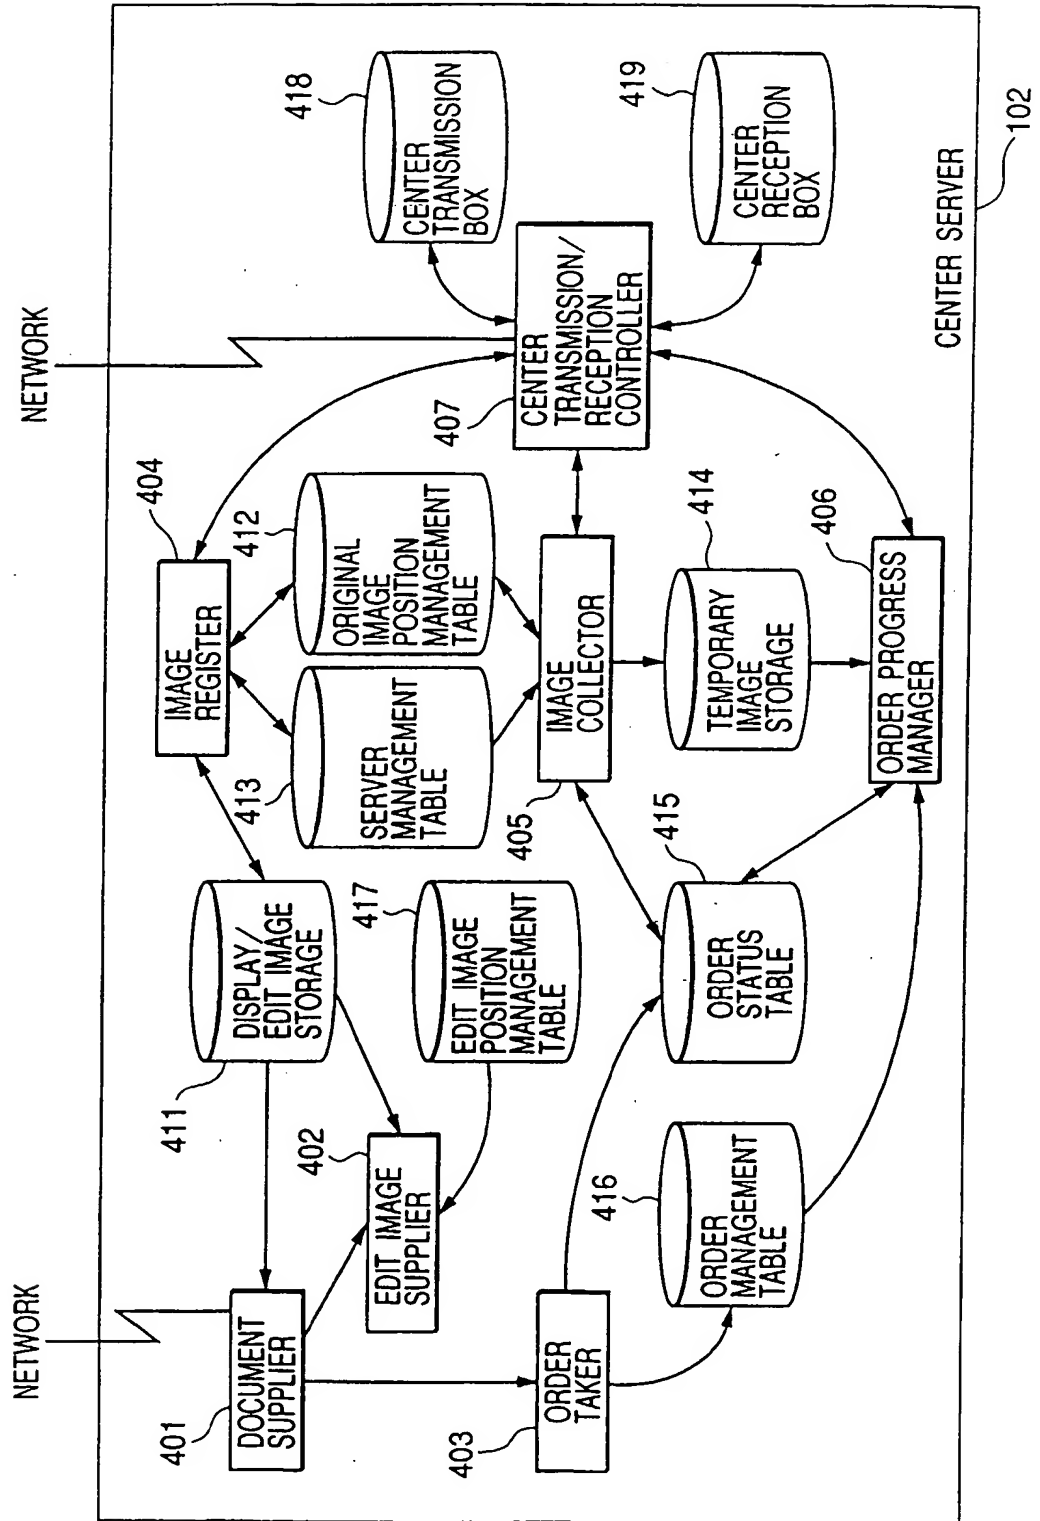 NETWORK
NETWORK
401
DOCUMENT
SUPPLIER
411
DISPLAY/
EDIT IMAGE
STORAGE
IMAGE
REGISTER
404
402
EDIT IMAGE
SUPPLIER
417
EDIT IMAGE
POSITION
MANAGEMENT
TABLE
413
SERVER
MANAGEMENT
TABLE
412
ORIGINAL
IMAGE
POSITION
MANAGEMENT
TABLE
407
CENTER
TRANSMISSION/
RECEPTION
CONTROLLER
418
CENTER
TRANSMISSION
BOX
403
ORDER
TAKER
405
IMAGE
COLLECTOR
419
CENTER
RECEPTION
BOX
416
ORDER
MANAGEMENT
TABLE
415
ORDER
STATUS
TABLE
414
TEMPORARY
IMAGE
STORAGE
406
ORDER PROGRESS
MANAGER
CENTER SERVER
102